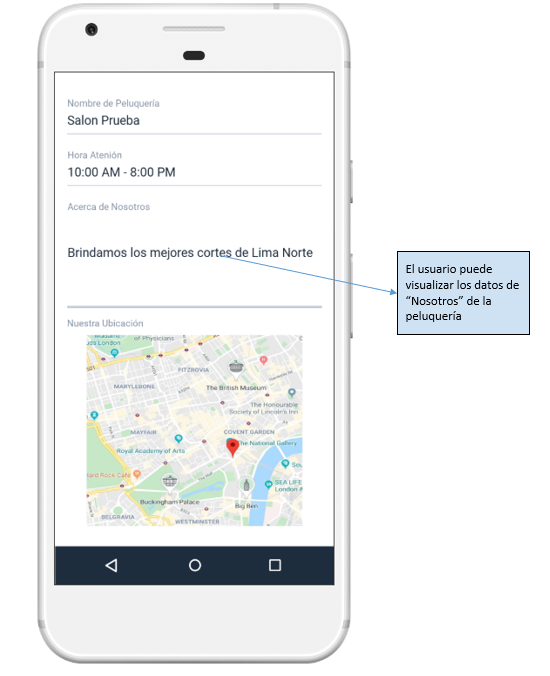 Nombre de Peluquería
Salon Prueba
Hora Atenión
10:00 AM - 8:00 PM
Acerca de Nosotros
Brindamos los mejores cortes de Lima Norte
El usuario puede
visualizar los datos de
“Nosotros” de la
peluquería
Nuestra Ubicación
of Physicians
London
FITZROVIA
MARYLEBONE
The British Museum
The Honourable
Society of Lincoln's Inn
MAYFAIR
COVENT GARDEN
Royal Academy of Arts
The National Gallery
Hard Rock Cafe
SEA LIFE
London A
Buckingham Palace
Big Ben
BELGRAVIA
WESTMINSTER